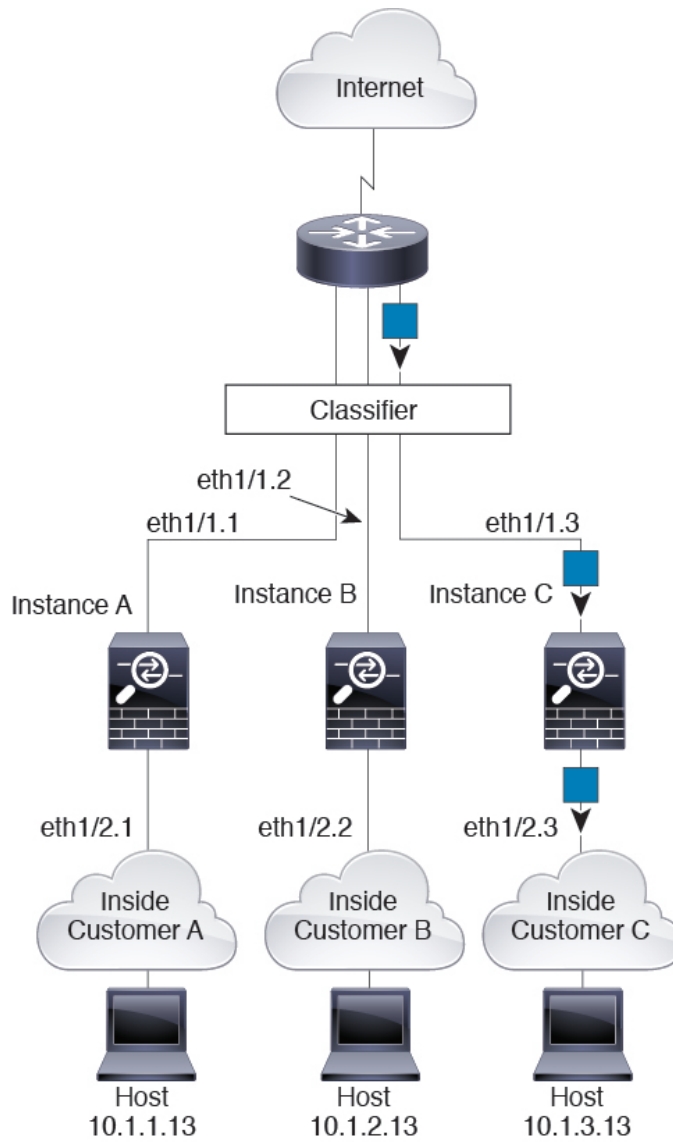 Internet
Classifier
eth1/1.2
eth1/1.1
eth1/1.3
Instance A
Instance B
Instance C
eth1/2.1
eth1/2.2
eth1/2.3
Inside
Customer A
Inside
Customer B
Inside
Customer C
Host
10.1.1.13
Host
10.1.2.13
Host
10.1.3.13